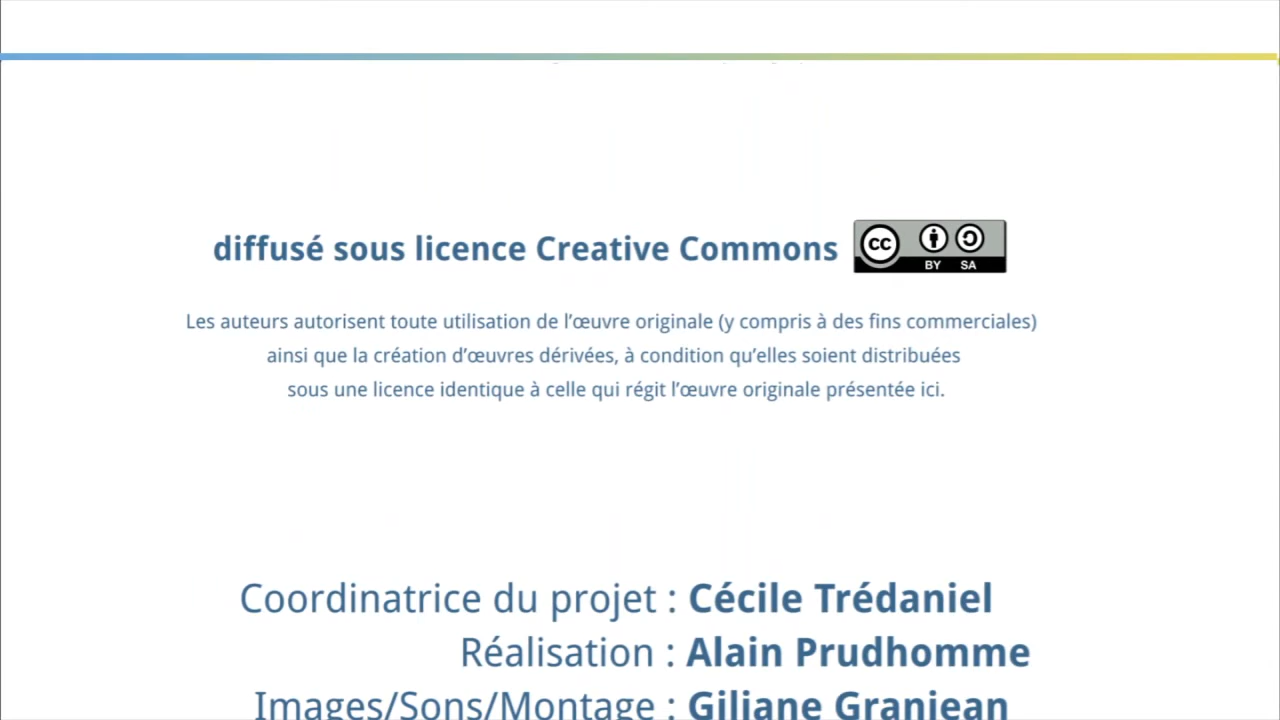 diffusé sous licence Creative Commons
cc BY SA
Les auteurs autorisent toute utilisation de l’œuvre originale (y compris à des fins commerciales)
ainsi que la création d’œuvres dérivées, à condition qu’elles soient distribuées
sous une licence identique à celle qui régit l’œuvre originale présentée ici.
Coordinatrice du projet : Cécile Trédaniel
Réalisation : Alain Prudhomme
Images/Sons/Montage : Giliane Granjean